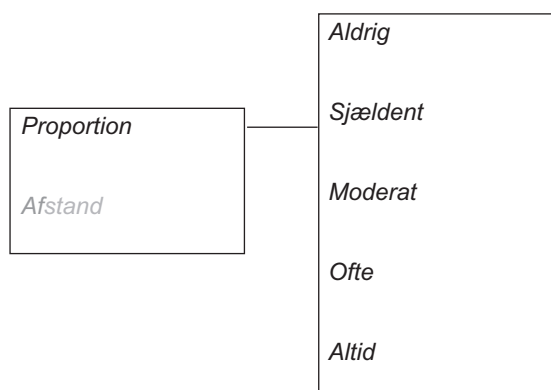 Proportion
Afstand
Aldrig
Sjældent
Moderat
Ofte
Altid